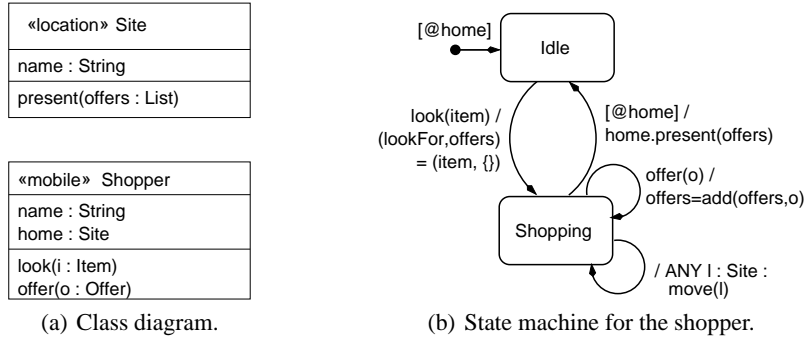 «location» Site
name : String
present(offers : List)
«mobile» Shopper
name : String
home : Site
look(i : Item)
offer(o : Offer)
(a) Class diagram.
[@home]
Idle
look(item) /
(lookFor,offers)
= (item, {})
[@home] /
home.present(offers)
offer(o) /
offers=add(offers,o)
Shopping
/ ANY l : Site :
move(l)
(b) State machine for the shopper.